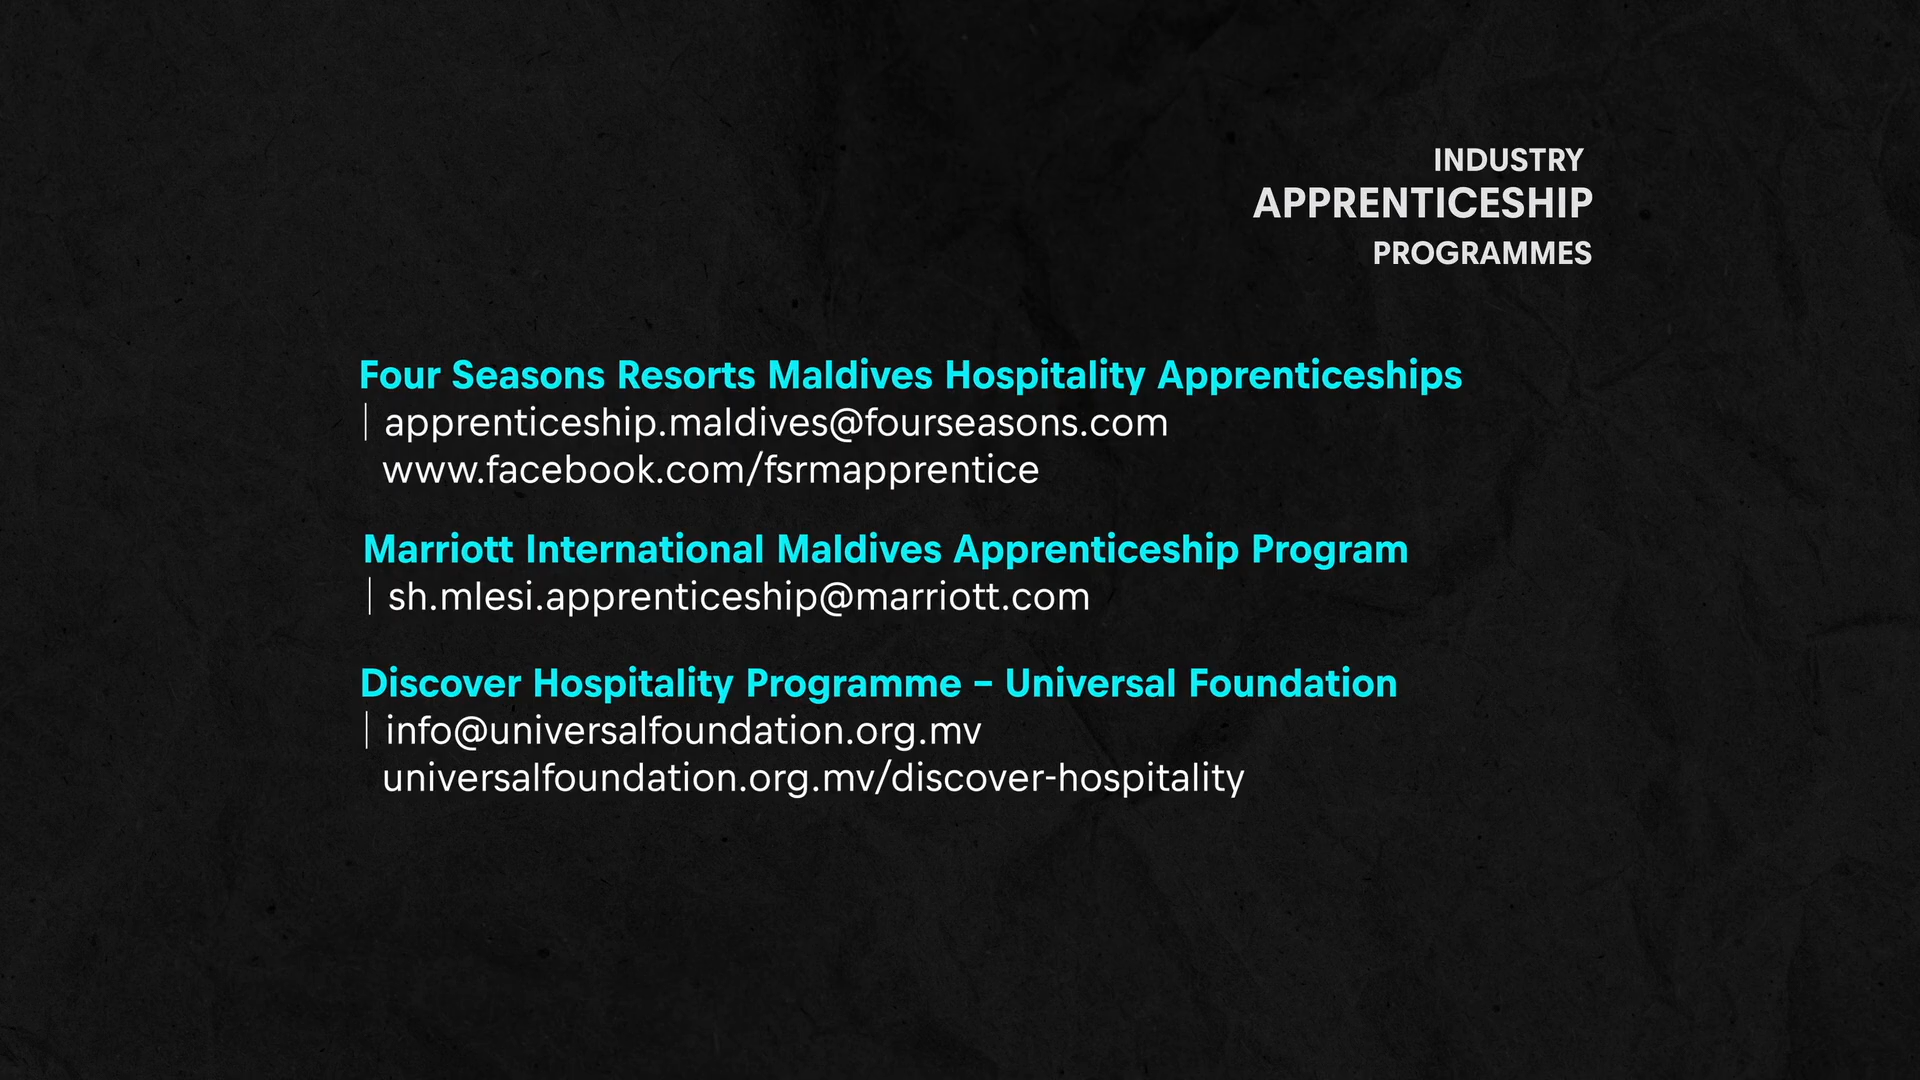 INDUSTRY
APPRENTICESHIP
PROGRAMMES
Four Seasons Resorts Maldives Hospitality Apprenticeships
| apprenticeship.maldives@fourseasons.com
www.facebook.com/fsrmapprentice
Marriott International Maldives Apprenticeship Program
| sh.mlesi.apprenticeship@marriott.com
Discover Hospitality Programme – Universal Foundation
| info@universalfoundation.org.mv
universalfoundation.org.mv/discover-hospitality